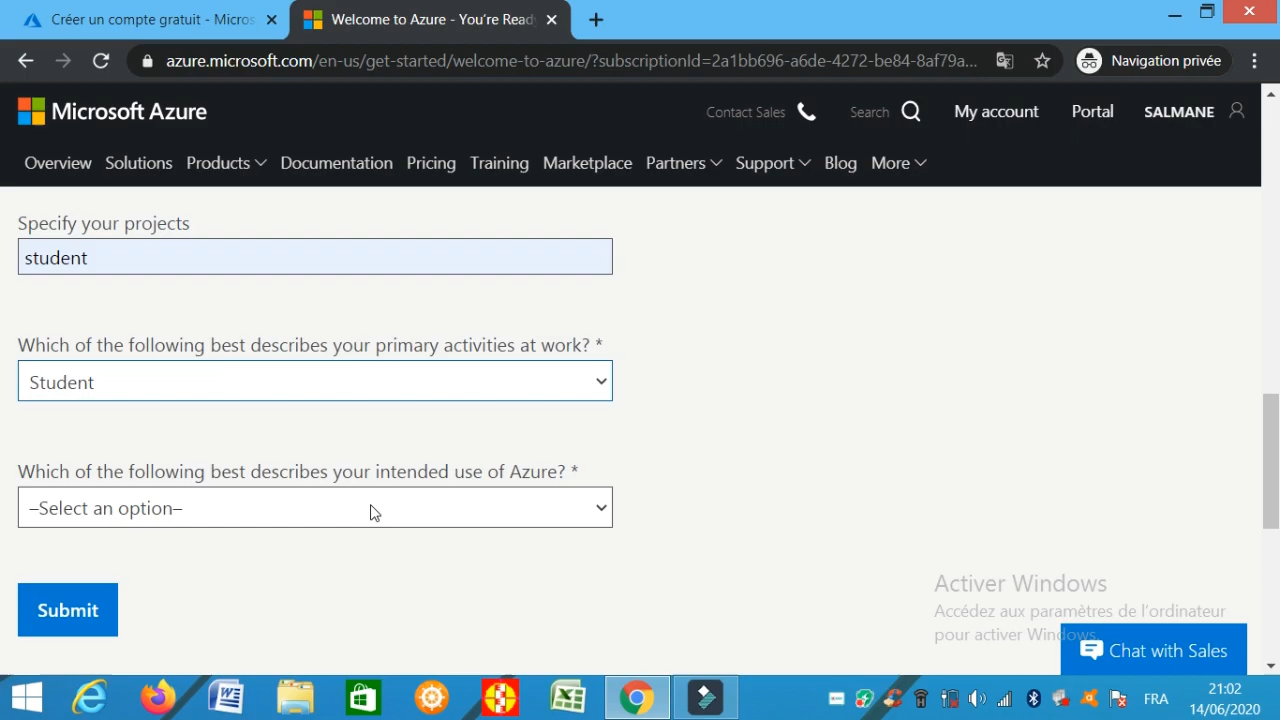 Créer un compte gratuit - Micros
Welcome to Azure - You're Ready
azure.microsoft.com/en-us/get-started/welcome-to-azure/?subscriptionId=2a1bb696-a6de-4272-be84-8af79a...
Navigation privée
Microsoft Azure
Contact Sales
Search
My account
Portal
SALMANE
Overview
Solutions
Products
Documentation
Pricing
Training
Marketplace
Partners
Support
Blog
More
Specify your projects
student
Which of the following best describes your primary activities at work? *
Student
Which of the following best describes your intended use of Azure? *
–Select an option–
Submit
Activer Windows
Accédez aux paramètres de l'ordinateur
pour activer Windows.
Chat with Sales
FRA
21:02
14/06/2020